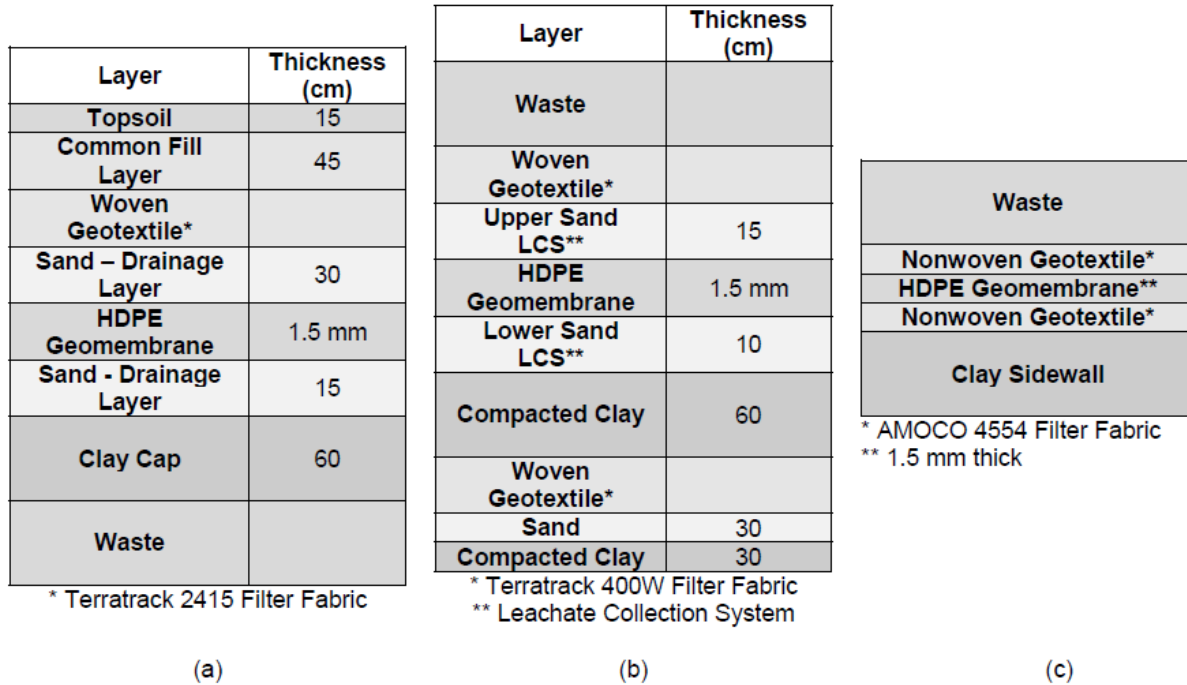 Layer
Thickness
(cm)
Topsoil
15
Common Fill
Layer
45
Woven
Geotextile*
Sand – Drainage
Layer
30
HDPE
Geomembrane
1.5 mm
Sand - Drainage
Layer
15
Clay Cap
60
Waste
* Terratrack 2415 Filter Fabric
(a)
Layer
Thickness
(cm)
Waste
Woven
Geotextile*
Upper Sand
LCS**
15
HDPE
Geomembrane
1.5 mm
Lower Sand
LCS**
10
Compacted Clay
60
Woven
Geotextile*
Sand
30
Compacted Clay
30
* Terratrack 400W Filter Fabric
** Leachate Collection System
(b)
Waste
Nonwoven Geotextile*
HDPE Geomembrane**
Nonwoven Geotextile*
Clay Sidewall
* AMOCO 4554 Filter Fabric
** 1.5 mm thick
(c)